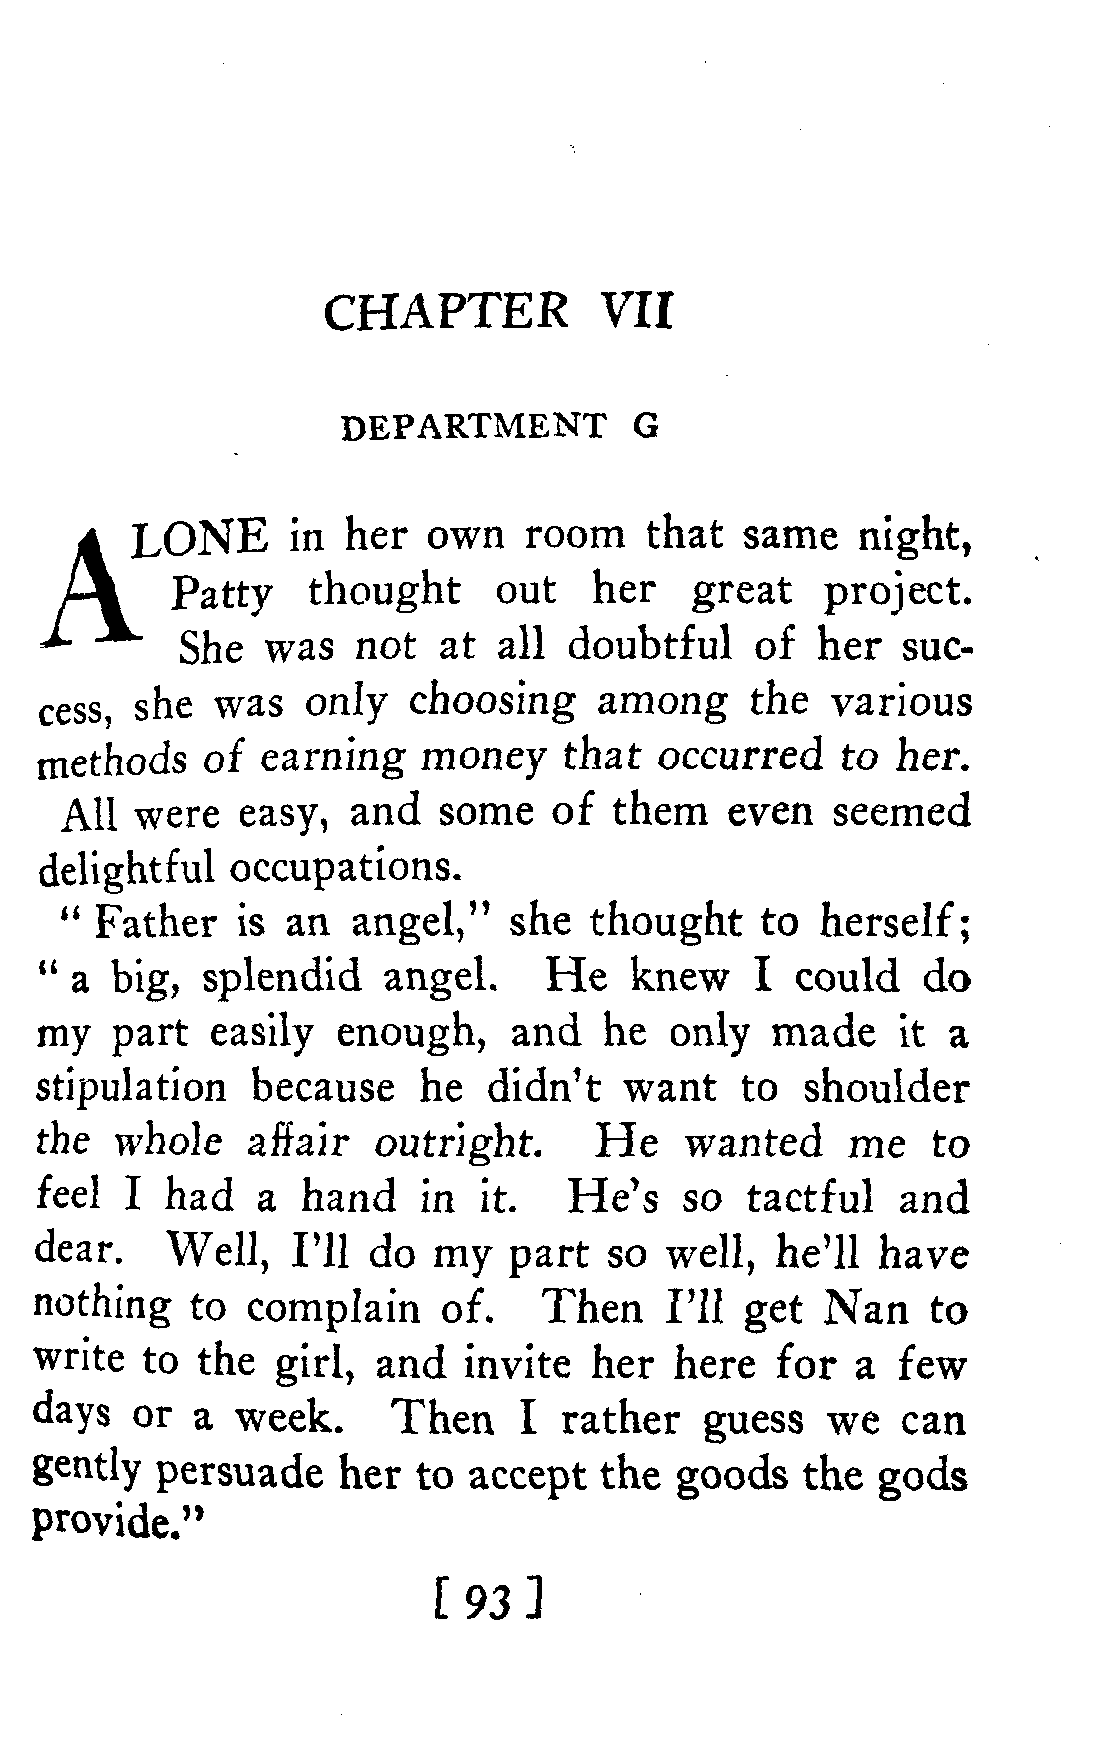 CHAPTER VII
DEPARTMENT G
ALONE in her own room that same night,
Patty thought out her great project.
She was not at all doubtful of her suc-
cess, she was only choosing among the various
methods of earning money that occurred to her.
All were easy, and some of them even seemed
delightful occupations.
" Father is an angel," she thought to herself;
" a big, splendid angel. He knew I could do
my part easily enough, and he only made it a
stipulation because he didn't want to shoulder
the whole affair outright. He wanted me to
feel I had a hand in it. He's so tactful and
dear. Well, I'll do my part so well, he'll have
nothing to complain of. Then I'll get Nan to
write to the girl, and invite her here for a few
days or a week. Then I rather guess we can
gently persuade her to accept the goods the gods
provide."
[ 93 ]